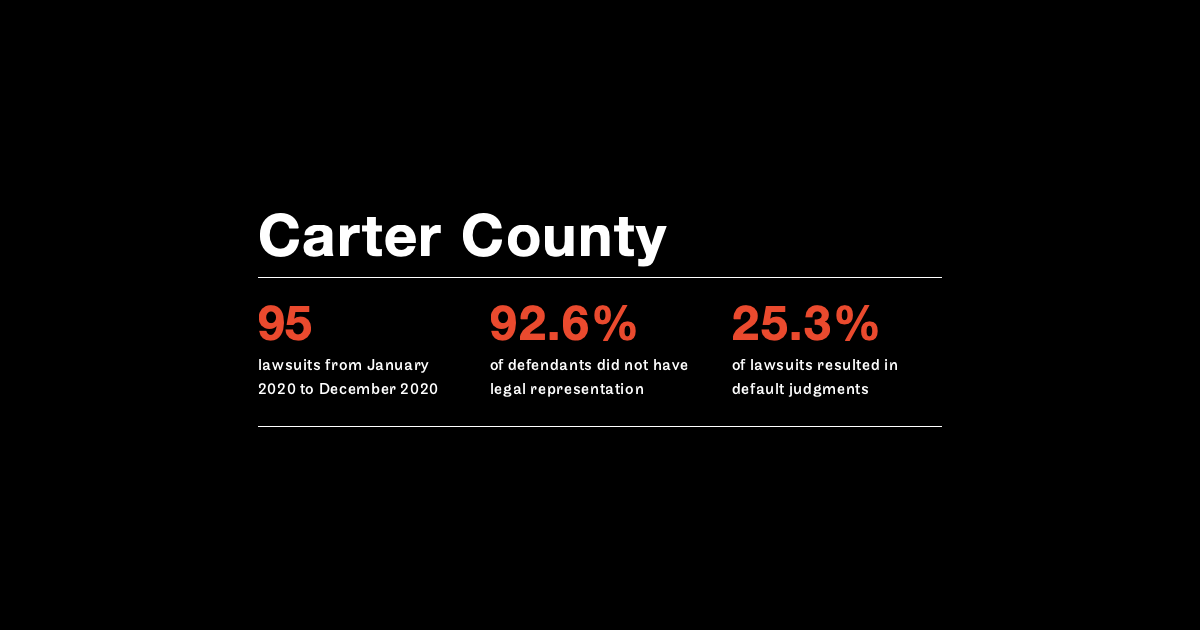 Carter County
95
lawsuits from January
2020 to December 2020
92.6%
of defendants did not have
legal representation
25.3%
of lawsuits resulted in
default judgments